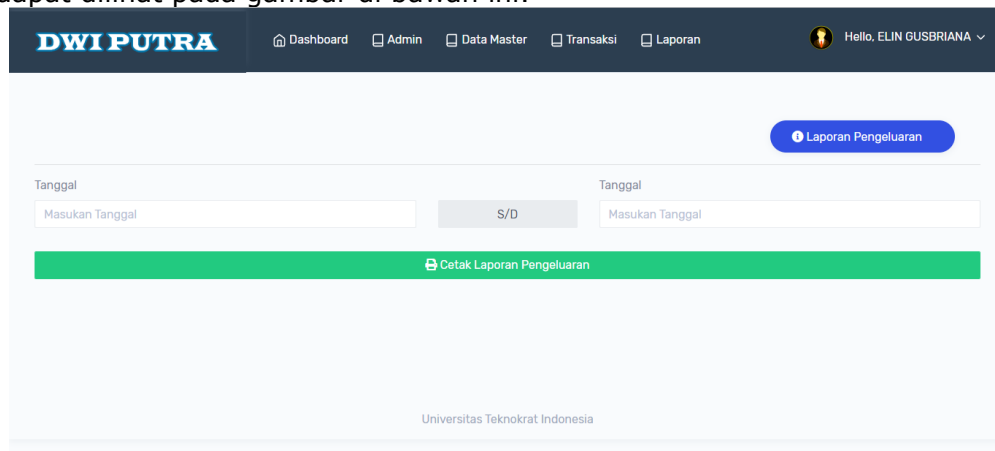 dapat dilihat pada gambar di bawah ini:
DWI PUTRA Dashboard Admin Data Master Transaksi Laporan Hello, ELIN GUSBRIANA
Laporan Pengeluaran
Tanggal Tanggal
Masukan Tanggal S/D Masukan Tanggal
Cetak Laporan Pengeluaran
Universitas Teknokrat Indonesia